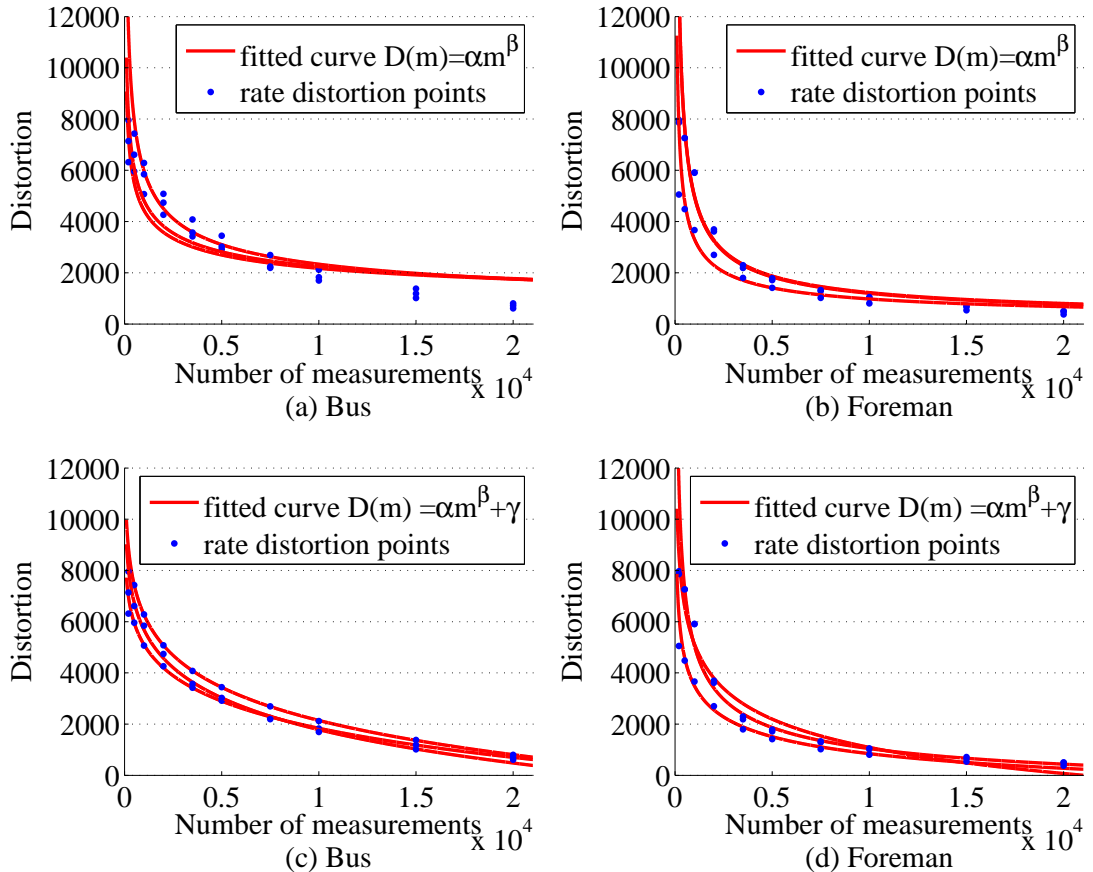 12000
10000
8000
6000
4000
2000
0
Distortion
fitted curve D(m)=αm^β
rate distortion points
0 0.5 1 1.5 2
x 10^4
Number of measurements
(a) Bus
12000
10000
8000
6000
4000
2000
0
Distortion
fitted curve D(m)=αm^β
rate distortion points
0 0.5 1 1.5 2
x 10^4
Number of measurements
(b) Foreman
12000
10000
8000
6000
4000
2000
0
Distortion
fitted curve D(m) =αm^β+γ
rate distortion points
0 0.5 1 1.5 2
x 10^4
Number of measurements
(c) Bus
12000
10000
8000
6000
4000
2000
0
Distortion
fitted curve D(m) =αm^β+γ
rate distortion points
0 0.5 1 1.5 2
x 10^4
Number of measurements
(d) Foreman